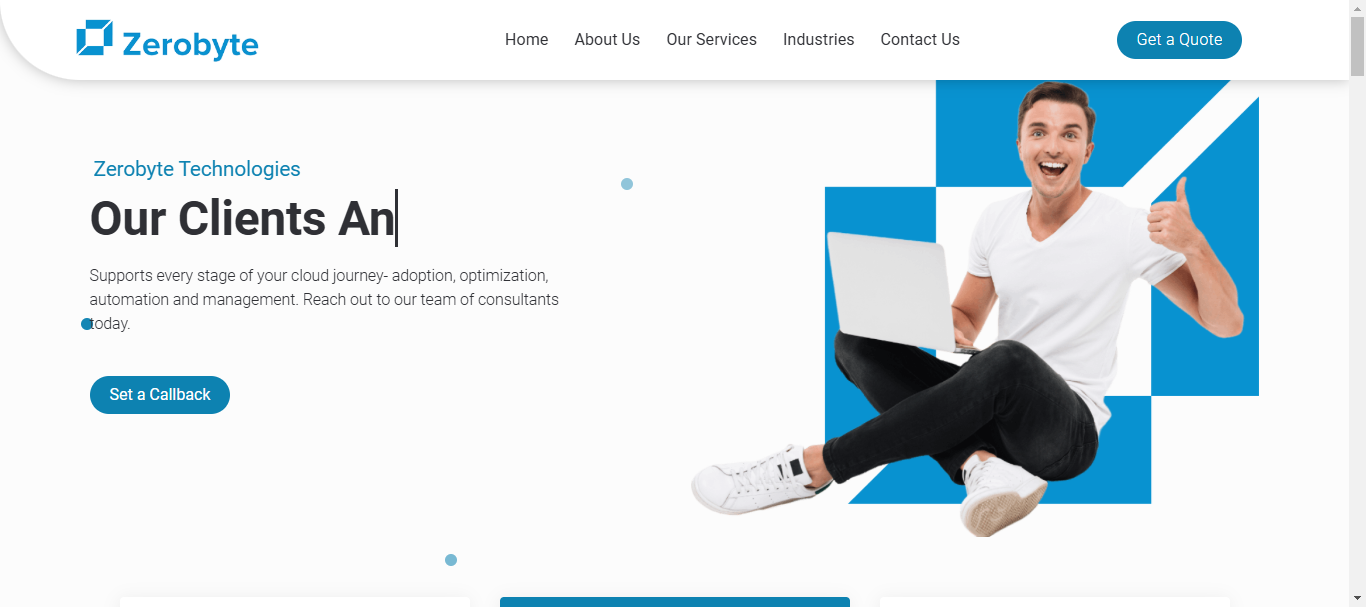 Zerobyte
Home
About Us
Our Services
Industries
Contact Us
Get a Quote
Zerobyte Technologies
Our Clients An
Supports every stage of your cloud journey- adoption, optimization,
automation and management. Reach out to our team of consultants
today.
Set a Callback